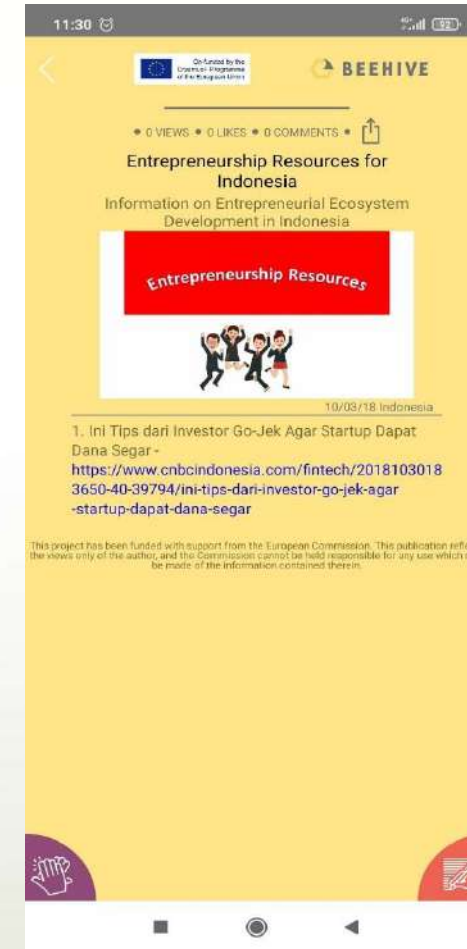 11:30
92
Co-funded by the
Erasmus+ Programme
of the European Union
BEEHIVE
• 0 VIEWS • 0 LIKES • 0 COMMENTS •
Entrepreneurship Resources for
Indonesia
Information on Entrepreneurial Ecosystem
Development in Indonesia
Entrepreneurship Resources
10/03/18 Indonesia
1. Ini Tips dari Investor Go-Jek Agar Startup Dapat
Dana Segar -
https://www.cnbcindonesia.com/fintech/2018103018
3650-40-39794/ini-tips-dari-investor-go-jek-agar
-startup-dapat-dana-segar
This project has been funded with support from the European Commission. This publication
the views only of the author, and the Commission cannot be held responsible for any use which
be made of the information contained therein.